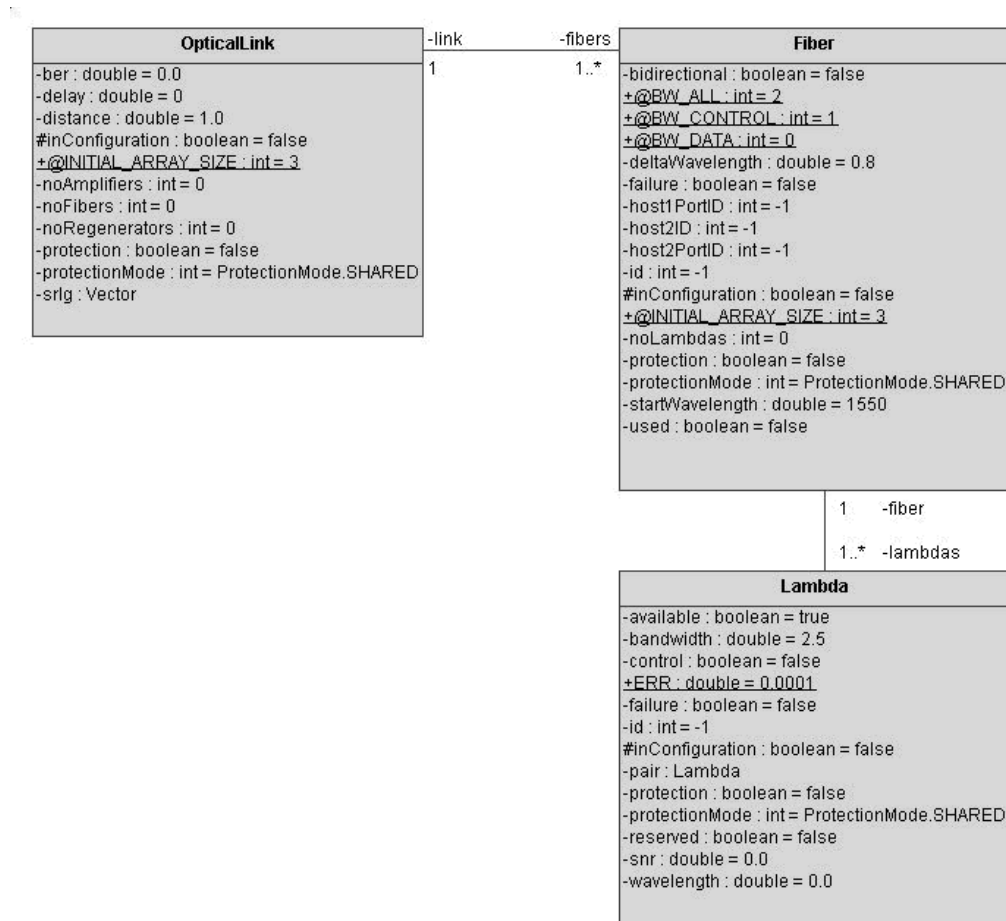 OpticalLink
-ber : double = 0.0
-delay : double = 0
-distance : double = 1.0
#inConfiguration : boolean = false
+@INITIAL_ARRAY_SIZE : int = 3
-noAmplifiers : int = 0
-noFibers : int = 0
-noRegenerators : int = 0
-protection : boolean = false
-protectionMode : int = ProtectionMode.SHARED
-srlg : Vector
-link -fibers
1 1..*
Fiber
-bidirectional : boolean = false
+@BW_ALL : int = 2
+@BW_CONTROL : int = 1
+@BW_DATA : int = 0
-deltaWavelength : double = 0.8
-failure : boolean = false
-host1PortID : int = -1
-host2ID : int = -1
-host2PortID : int = -1
-id : int = -1
#inConfiguration : boolean = false
+@INITIAL_ARRAY_SIZE : int = 3
-noLambdas : int = 0
-protection : boolean = false
-protectionMode : int = ProtectionMode.SHARED
-startWavelength : double = 1550
-used : boolean = false
1 -fiber
1..* -lambdas
Lambda
-available : boolean = true
-bandwidth : double = 2.5
-control : boolean = false
+ERR : double = 0.0001
-failure : boolean = false
-id : int = -1
#inConfiguration : boolean = false
-pair : Lambda
-protection : boolean = false
-protectionMode : int = ProtectionMode.SHARED
-reserved : boolean = false
-snr : double = 0.0
-wavelength : double = 0.0